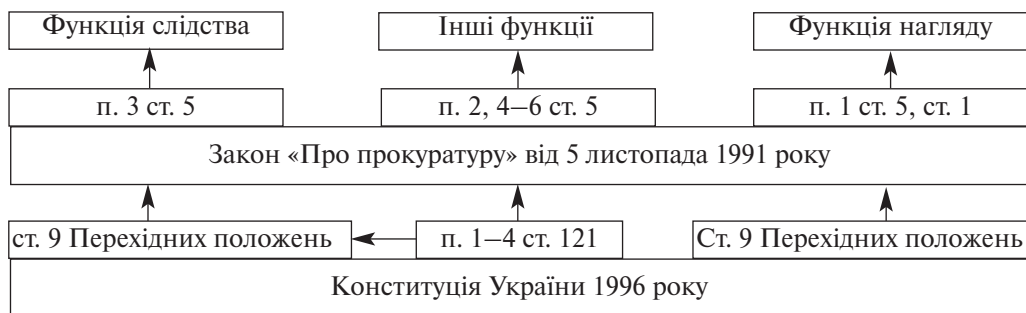 Функція слідства
Інші функції
Функція нагляду
п. 3 ст. 5
п. 2, 4–6 ст. 5
п. 1 ст. 5, ст. 1
Закон «Про прокуратуру» від 5 листопада 1991 року
ст. 9 Перехідних положень
п. 1–4 ст. 121
Ст. 9 Перехідних положень
Конституція України 1996 року